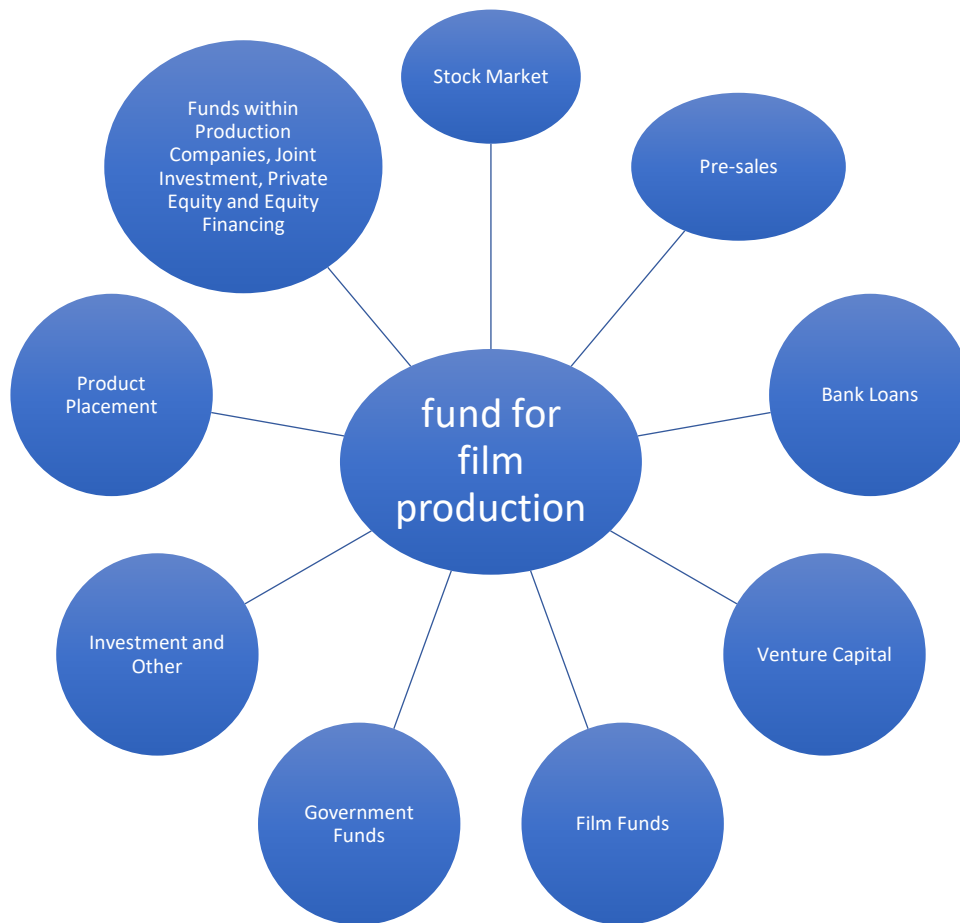 Stock Market
Funds within
Production
Companies, Joint
Investment, Private
Equity and Equity
Financing
Pre-sales
Product
Placement
Bank Loans
fund for
film
production
Investment and
Other
Venture Capital
Government
Funds
Film Funds